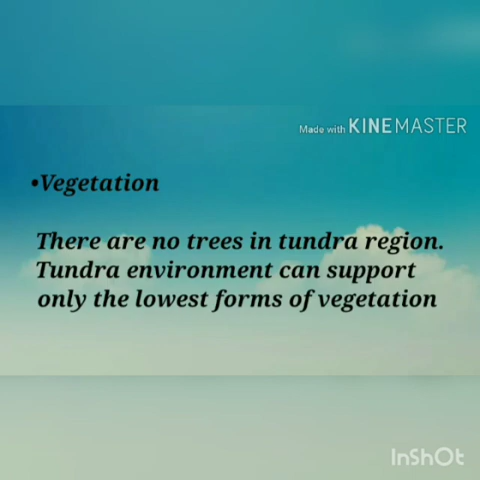 Made with KINEMASTER
•Vegetation
There are no trees in tundra region.
Tundra environment can support
only the lowest forms of vegetation
InShOt